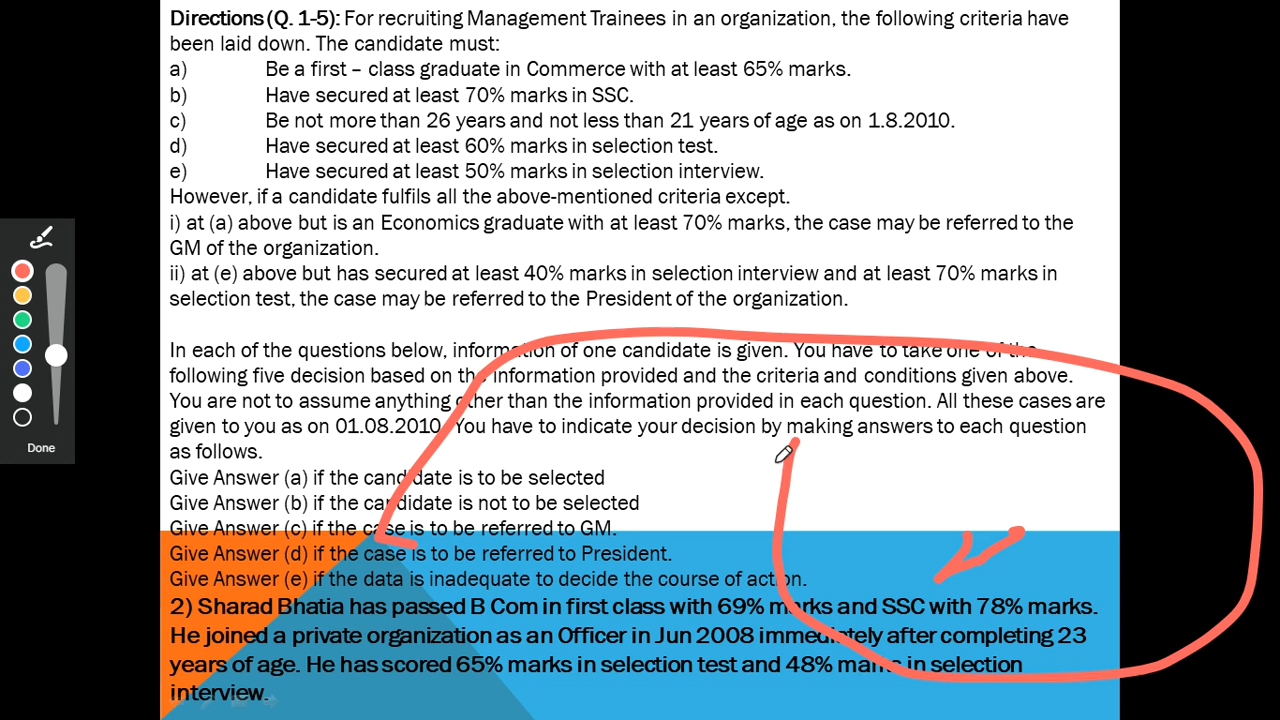 Directions (Q. 1-5): For recruiting Management Trainees in an organization, the following criteria have
been laid down. The candidate must:
a) Be a first – class graduate in Commerce with at least 65% marks.
b) Have secured at least 70% marks in SSC.
c) Be not more than 26 years and not less than 21 years of age as on 1.8.2010.
d) Have secured at least 60% marks in selection test.
e) Have secured at least 50% marks in selection interview.
However, if a candidate fulfils all the above-mentioned criteria except.
i) at (a) above but is an Economics graduate with at least 70% marks, the case may be referred to the
GM of the organization.
ii) at (e) above but has secured at least 40% marks in selection interview and at least 70% marks in
selection test, the case may be referred to the President of the organization.
In each of the questions below, information of one candidate is given. You have to take one of the
following five decision based on the information provided and the criteria and conditions given above.
You are not to assume anything other than the information provided in each question. All these cases are
given to you as on 01.08.2010. You have to indicate your decision by making answers to each question
as follows.
Give Answer (a) if the candidate is to be selected
Give Answer (b) if the candidate is not to be selected
Give Answer (c) if the case is to be referred to GM.
Give Answer (d) if the case is to be referred to President.
Give Answer (e) if the data is inadequate to decide the course of action.
2) Sharad Bhatia has passed B Com in first class with 69% marks and SSC with 78% marks.
He joined a private organization as an Officer in Jun 2008 immediately after completing 23
years of age. He has scored 65% marks in selection test and 48% marks in selection
interview.
Done